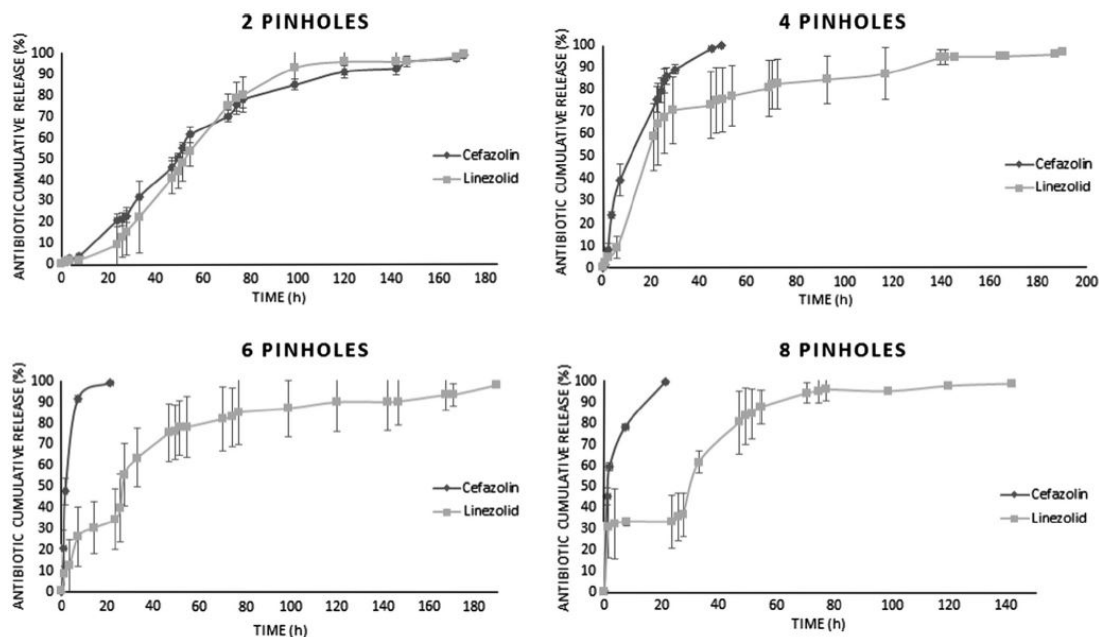 2 PINHOLES
ANTIBIOTIC CUMULATIVE RELEASE (%)
100
90
80
70
60
50
40
30
20
10
0
Cefazolin
Linezolid
0 20 40 60 80 100 120 140 160 180
TIME (h)
4 PINHOLES
ANTIBIOTIC CUMULATIVE RELEASE (%)
100
90
80
70
60
50
40
30
20
10
0
Cefazolin
Linezolid
0 20 40 60 80 100 120 140 160 180 200
TIME (h)
6 PINHOLES
ANTIBIOTIC CUMULATIVE RELEASE (%)
100
90
80
70
60
50
40
30
20
10
0
Cefazolin
Linezolid
0 20 40 60 80 100 120 140 160 180
TIME (h)
8 PINHOLES
ANTIBIOTIC CUMULATIVE RELEASE (%)
100
90
80
70
60
50
40
30
20
10
0
Cefazolin
Linezolid
0 20 40 60 80 100 120 140
TIME (h)